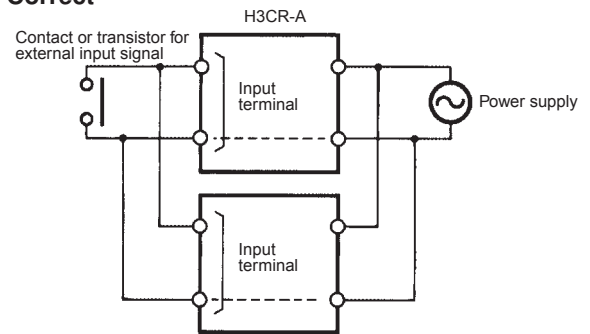 Correct
H3CR-A
Contact or transistor for
external input signal
Input
terminal
Power supply
Input
terminal